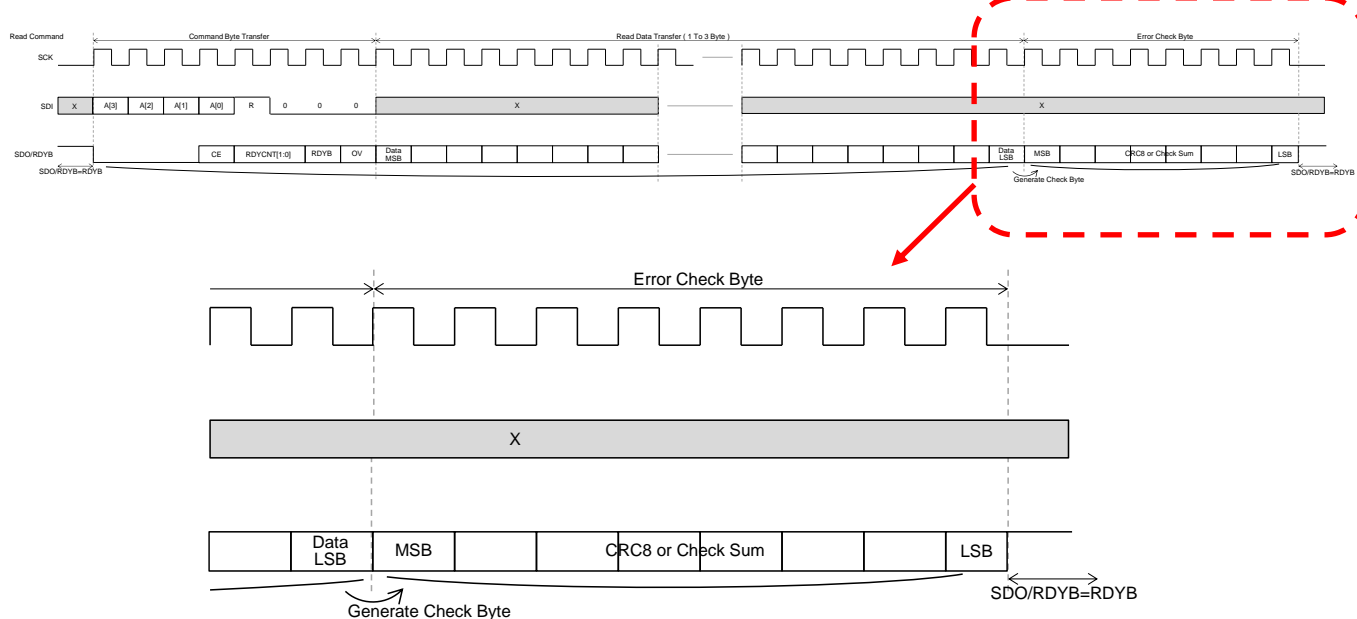 Read Command
Command Byte Transfer
Read Data Transfer ( 1 To 3 Byte )
Error Check Byte
SCK
SDI
X
A[3]
A[2]
A[1]
A[0]
R
0
0
0
X
X
SDO/RDYB
CE
RDYCNT[1:0]
RDYB
OV
Data
MSB
Data
LSB
MSB
CRC8 or Check Sum
LSB
SDO/RDYB=RDYB
Generate Check Byte
SDO/RDYB=RDYB
Error Check Byte
X
Data
LSB
MSB
CRC8 or Check Sum
LSB
SDO/RDYB=RDYB
Generate Check Byte